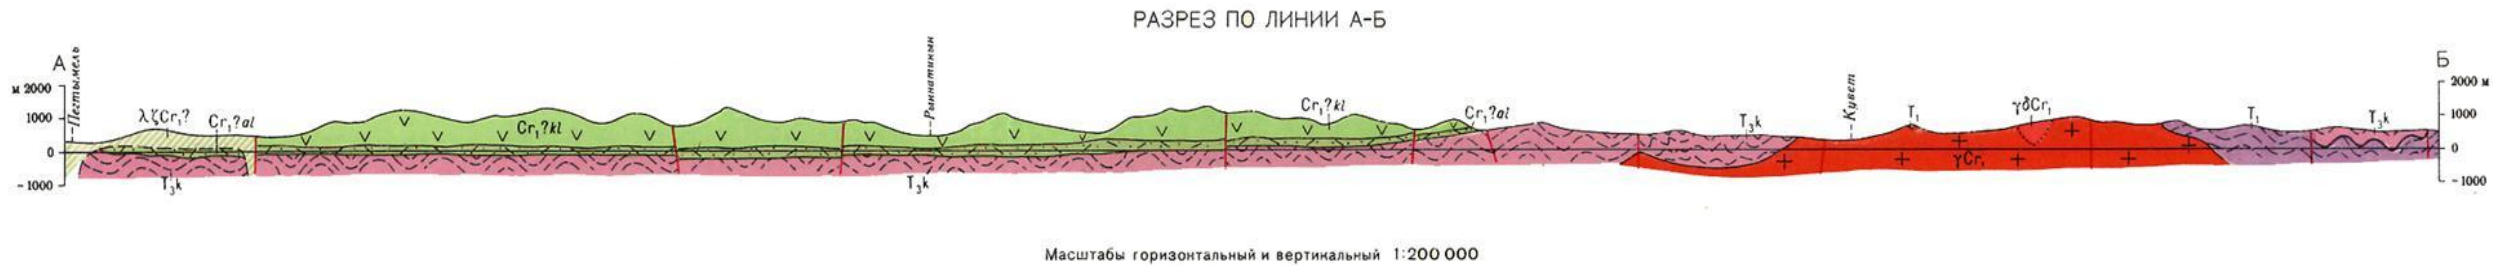 РАЗРЕЗ ПО ЛИНИИ А-Б
А
Пегтымель
Рыннатинын
Кувет
Б
м 2000
1000
0
-1000
λζCr₁?
Cr₁?al
Cr₁?kl
Cr₁?kl
Cr₁?al
T₃k
T₁
γδCr₁
T₁
T₃k
2000 м
1000
0
-1000
γCr₁
T₃k
T₃k
Масштабы горизонтальный и вертикальный 1:200 000